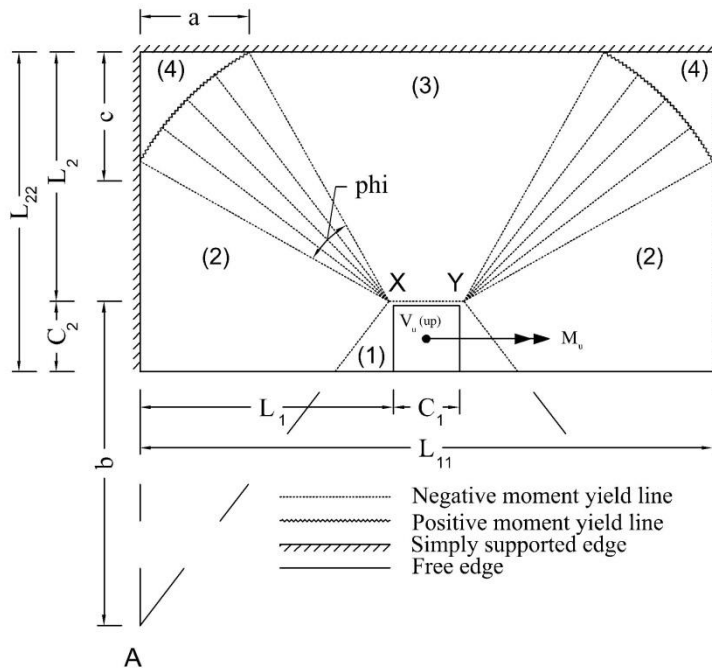 a
(4)
(3)
(4)
c
L2
L22
phi
(2)
(2)
X
Y
Vu (up)
Mu
(1)
C2
L1
C1
L11
b
Negative moment yield line
Positive moment yield line
Simply supported edge
Free edge
A